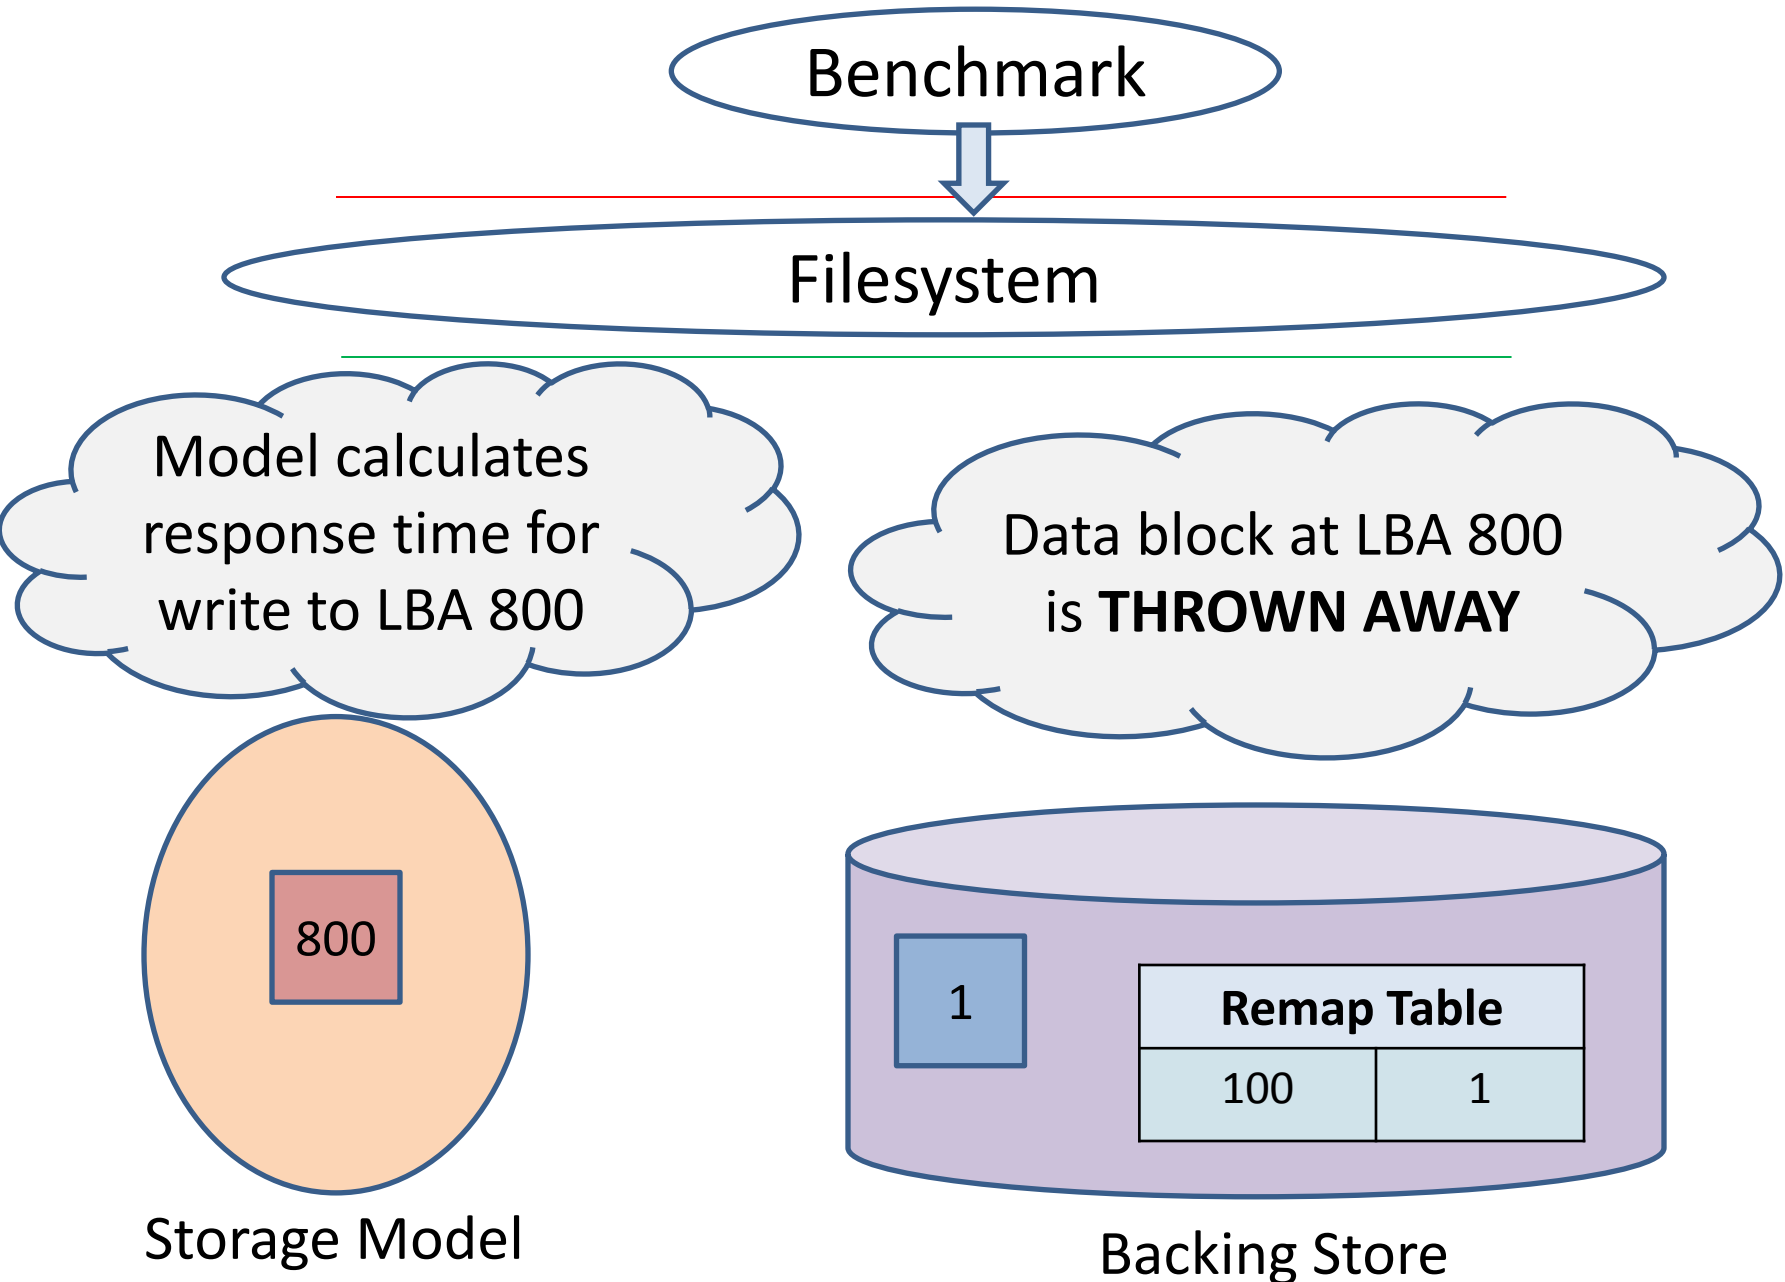 Benchmark
Filesystem
Model calculates
response time for
write to LBA 800
Data block at LBA 800
is THROWN AWAY
800
1
Remap Table
100 1
Storage Model
Backing Store